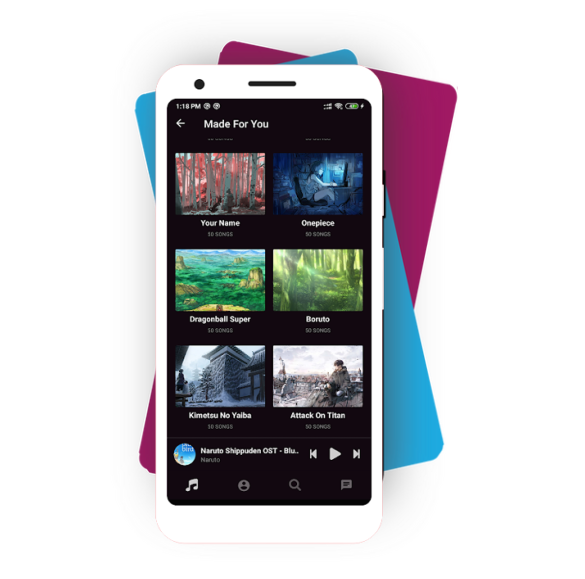 1:18 PM
Made For You
Your Name
Onepiece
50 SONGS
50 SONGS
Dragonball Super
Boruto
50 SONGS
50 SONGS
Kimetsu No Yaiba
Attack On Titan
50 SONGS
50 SONGS
Naruto Shippuden OST - Blu..
Naruto